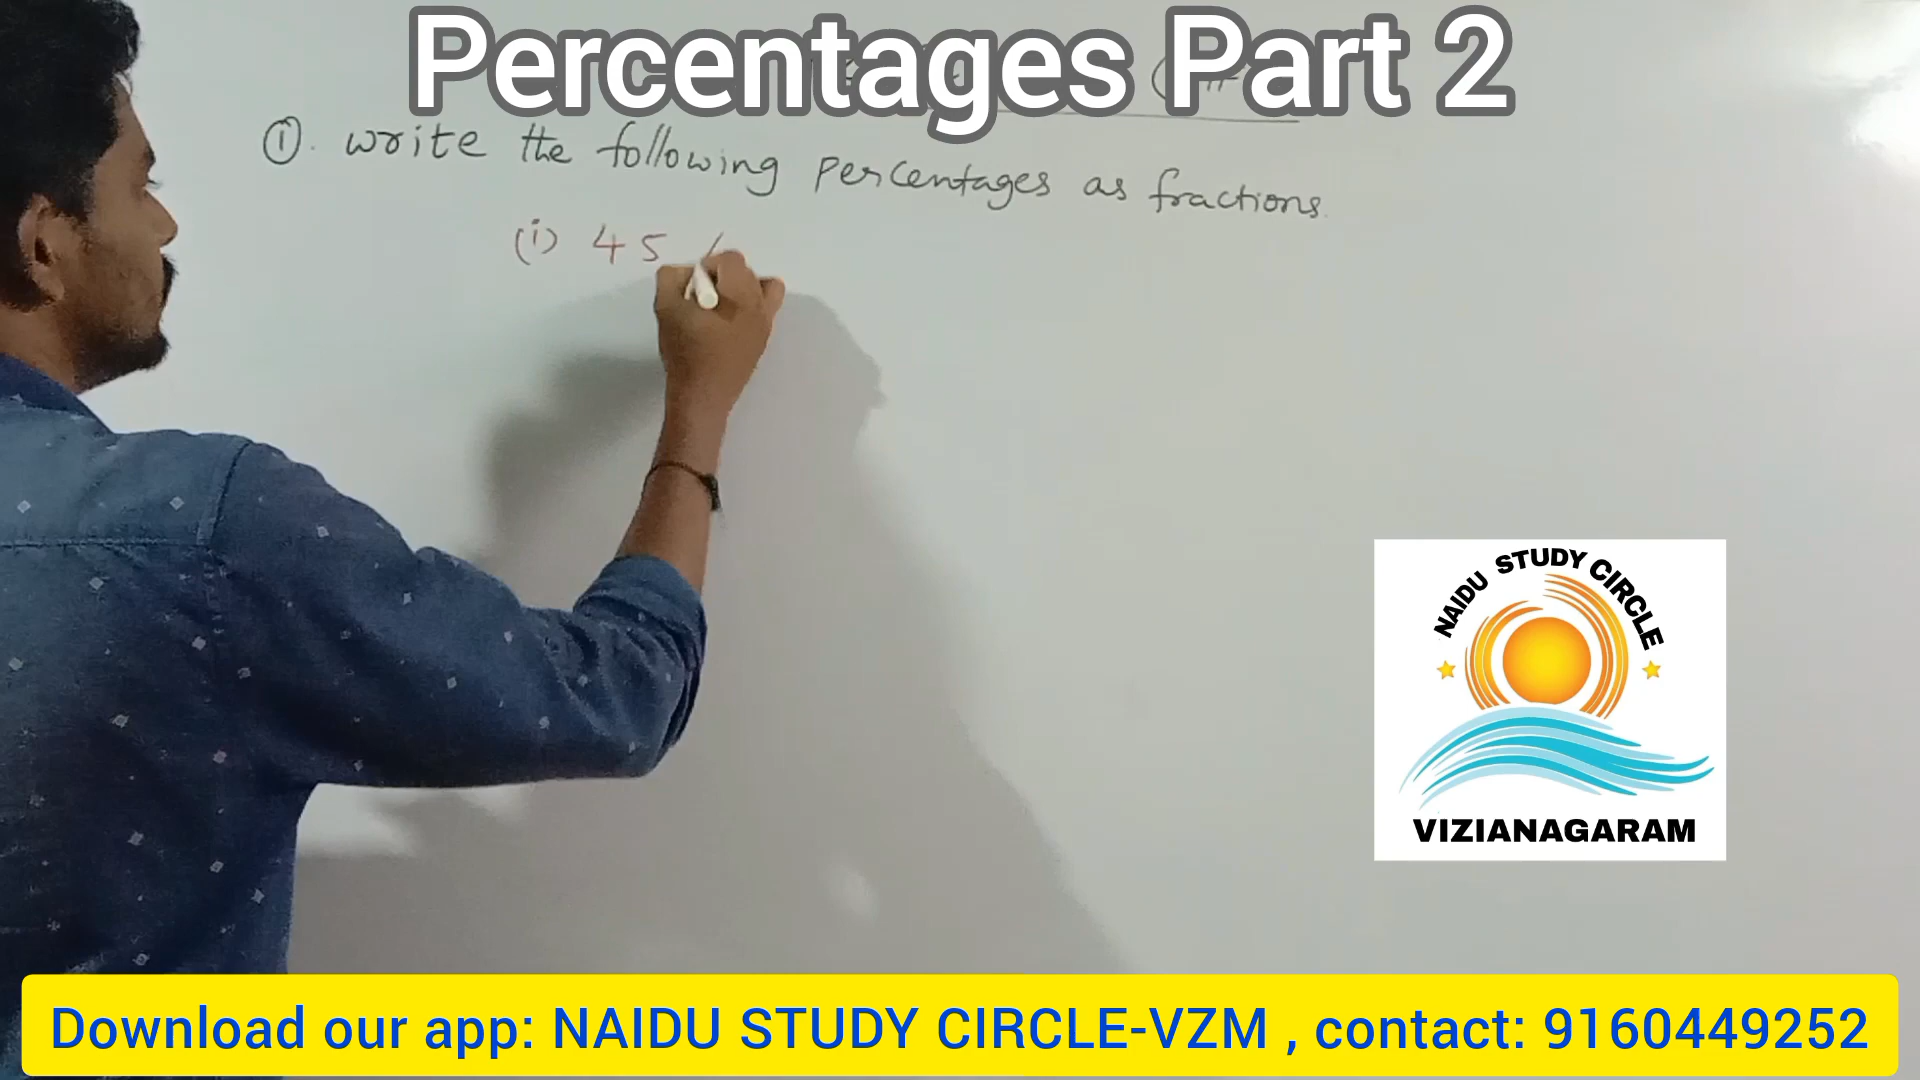 Percentages Part 2
①. write the following percentages as fractions.
(i) 45
NAIDU STUDY CIRCLE
VIZIANAGARAM
Download our app: NAIDU STUDY CIRCLE-VZM , contact: 9160449252